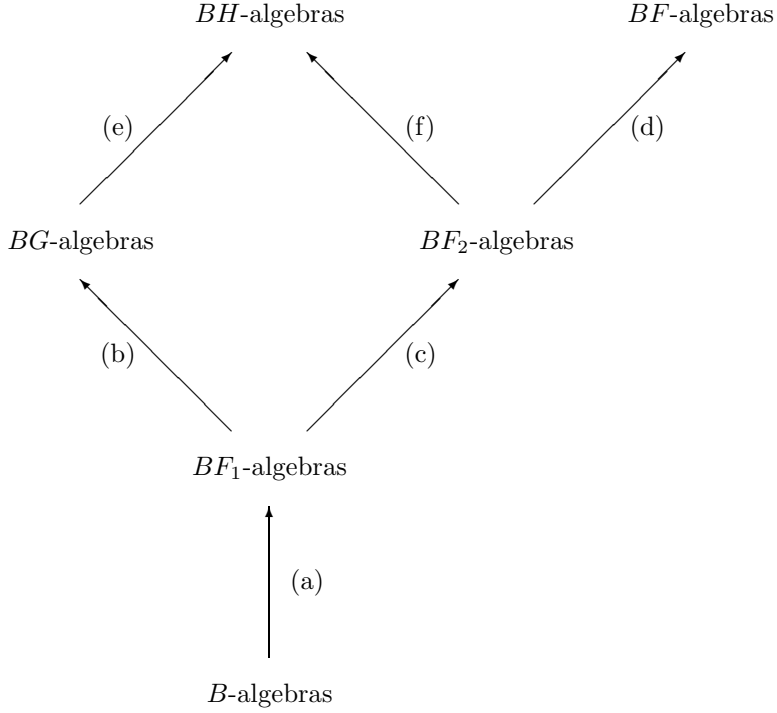 BH-algebras BF-algebras
(e) (f) (d)
BG-algebras BF₂-algebras
(b) (c)
BF₁-algebras
(a)
B-algebras